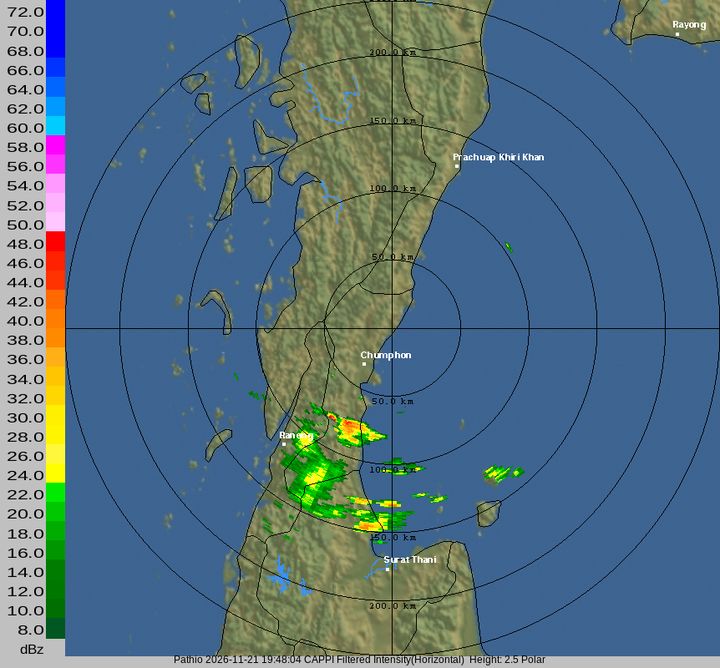 72.0
70.0
68.0
66.0
64.0
62.0
60.0
58.0
56.0
54.0
52.0
50.0
48.0
46.0
44.0
42.0
40.0
38.0
36.0
34.0
32.0
30.0
28.0
26.0
24.0
22.0
20.0
18.0
16.0
14.0
12.0
10.0
8.0
dBz
Rayong
200.0 km
150.0 km
Prachuap Khiri Khan
100.0 km
50.0 km
Chumphon
50.0 km
Ranong
100.0 km
150.0 km
Surat Thani
200.0 km
Pathio 2026-11-21 19:48:04 CAPPI Filtered Intensity(Horizontal) Height: 2.5 Polar